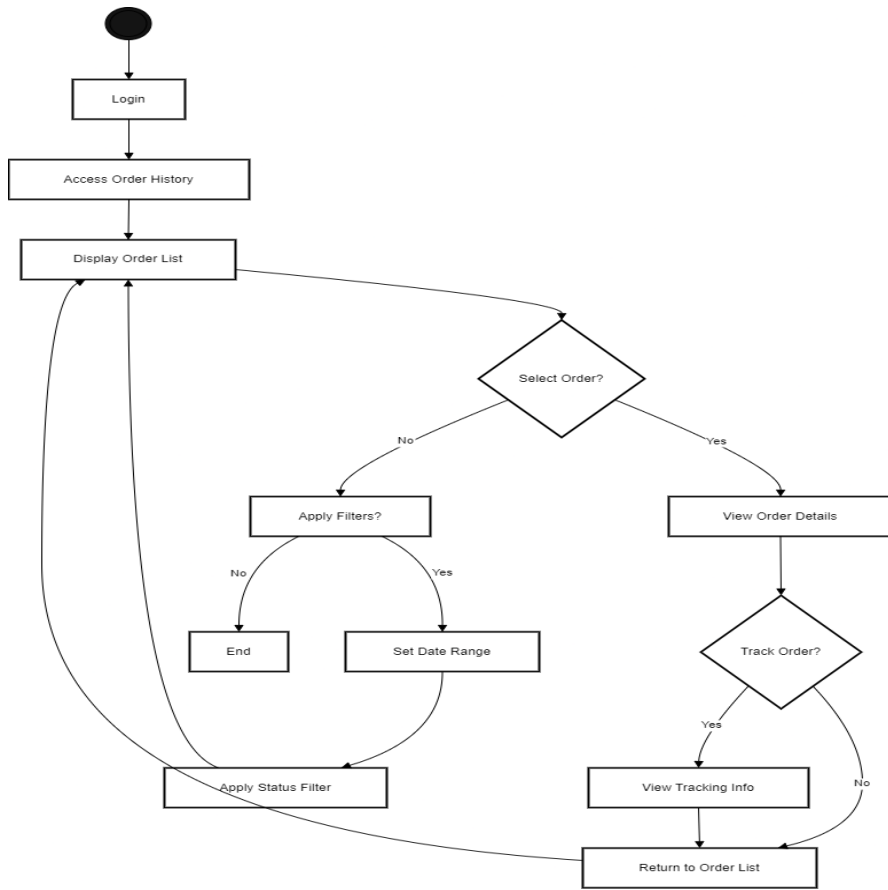 Login
Access Order History
Display Order List
Select Order?
No
Yes
Apply Filters?
View Order Details
No
Yes
End
Set Date Range
Track Order?
Yes
No
Apply Status Filter
View Tracking Info
Return to Order List